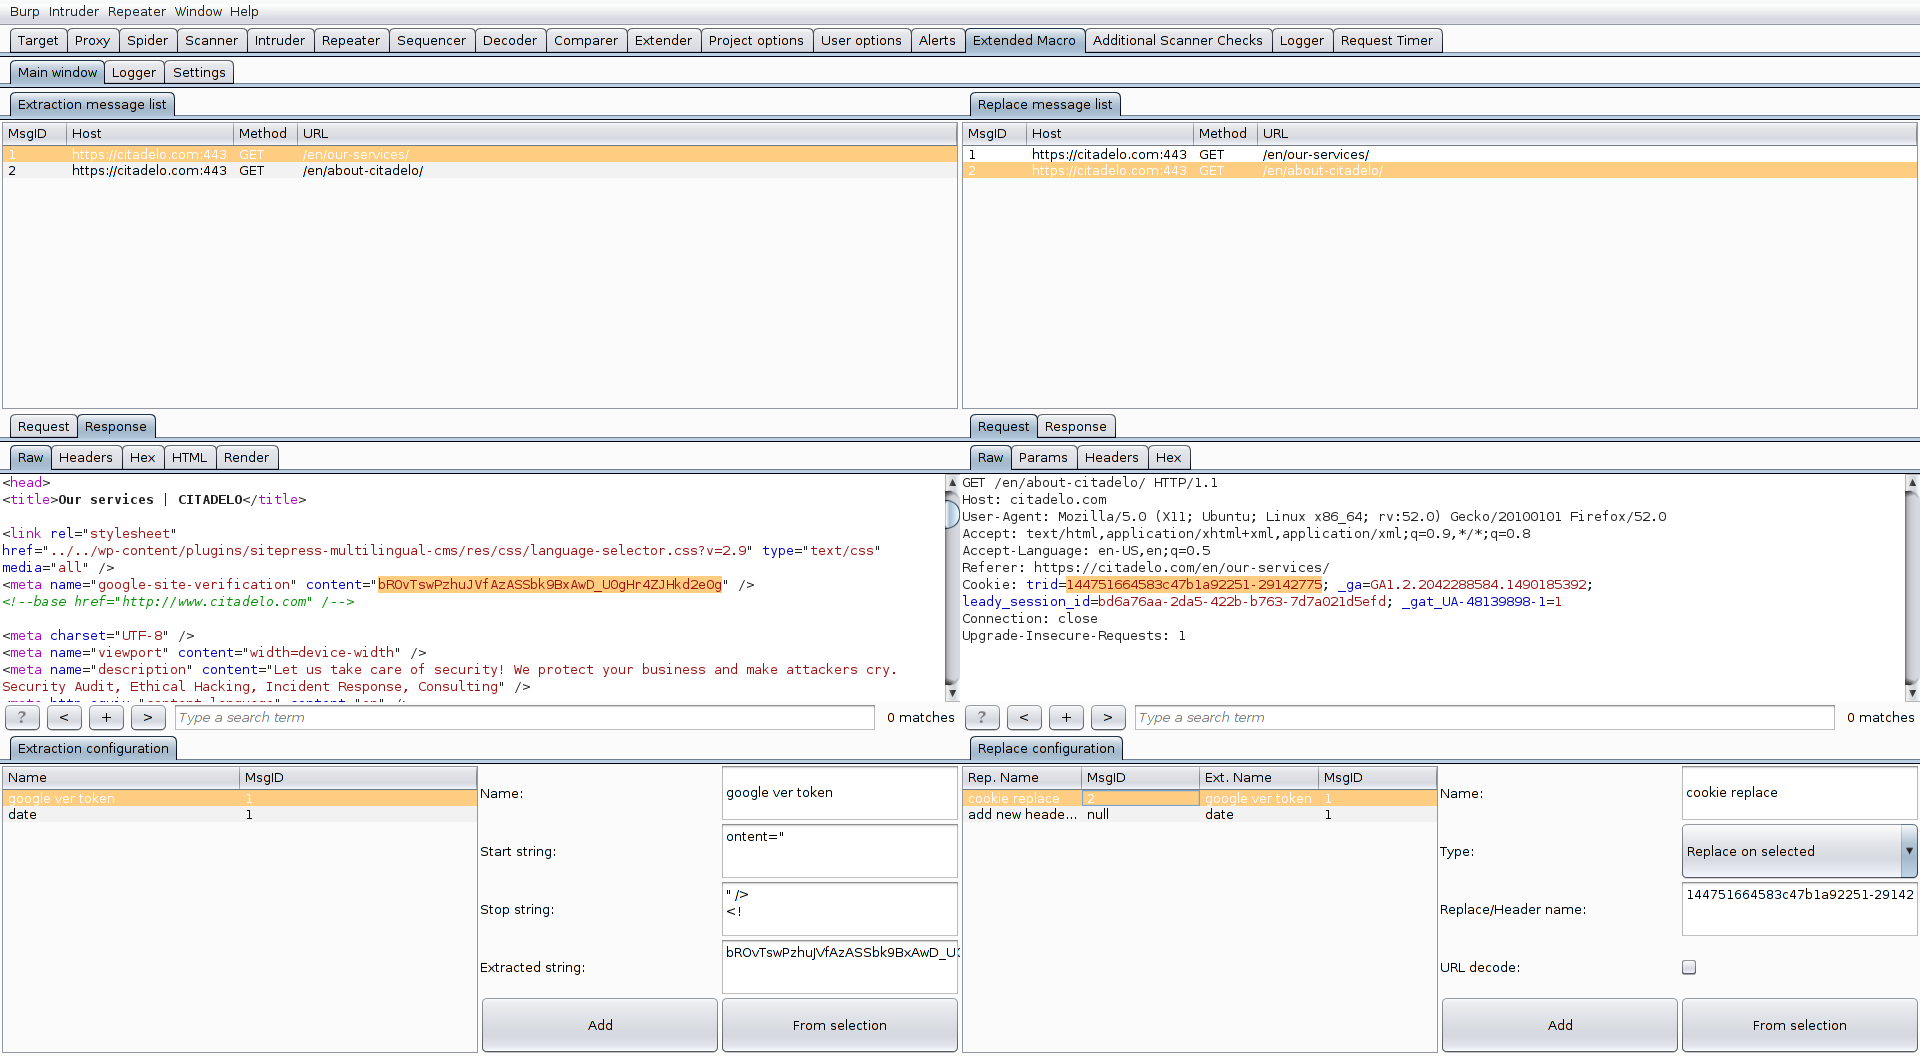 Burp Intruder Repeater Window Help
Target Proxy Spider Scanner Intruder Repeater Sequencer Decoder Comparer Extender Project options User options Alerts Extended Macro Additional Scanner Checks Logger Request Timer
Main window Logger Settings
Extraction message list
MsgID Host Method URL
1 https://citadelo.com:443 GET /en/our-services/
2 https://citadelo.com:443 GET /en/about-citadelo/
Replace message list
MsgID Host Method URL
1 https://citadelo.com:443 GET /en/our-services/
2 https://citadelo.com:443 GET /en/about-citadelo/
Request Response
Raw Headers Hex HTML Render
<head>
<title>Our services | CITADELO</title>
<link rel="stylesheet"
href="../../wp-content/plugins/sitepress-multilingual-cms/res/css/language-selector.css?v=2.9" type="text/css"
media="all" />
<meta name="google-site-verification" content="bROvTswPzhuJVfAzASSbk9BxAwD_UOgHr4ZJHkd2eOg" />
<!--base href="http://www.citadelo.com" /-->
<meta charset="UTF-8" />
<meta name="viewport" content="width=device-width" />
<meta name="description" content="Let us take care of security! We protect your business and make attackers cry.
Security Audit, Ethical Hacking, Incident Response, Consulting" />
? < + > Type a search term 0 matches
Request Response
Raw Params Headers Hex
GET /en/about-citadelo/ HTTP/1.1
Host: citadelo.com
User-Agent: Mozilla/5.0 (X11; Ubuntu; Linux x86_64; rv:52.0) Gecko/20100101 Firefox/52.0
Accept: text/html,application/xhtml+xml,application/xml;q=0.9,*/*;q=0.8
Accept-Language: en-US,en;q=0.5
Referer: https://citadelo.com/en/our-services/
Cookie: trid=144751664583c47b1a92251-29142775; _ga=GA1.2.2042288584.1490185392;
leady_session_id=bd6a76aa-2da5-422b-b763-7d7a021d5efd; _gat_UA-48139898-1=1
Connection: close
Upgrade-Insecure-Requests: 1
? < + > Type a search term 0 matches
Extraction configuration
Name MsgID
google ver token 1
date 1
Name: google ver token
Start string: ontent="
Stop string: " />
<!
Extracted string: bROvTswPzhuJVfAzASSbk9BxAwD_UO
Add From selection
Replace configuration
Rep. Name MsgID Ext. Name MsgID
cookie replace 2 google ver token 1
add new heade... null date 1
Name: cookie replace
Type: Replace on selected
Replace/Header name: 144751664583c47b1a92251-29142
URL decode:
Add From selection